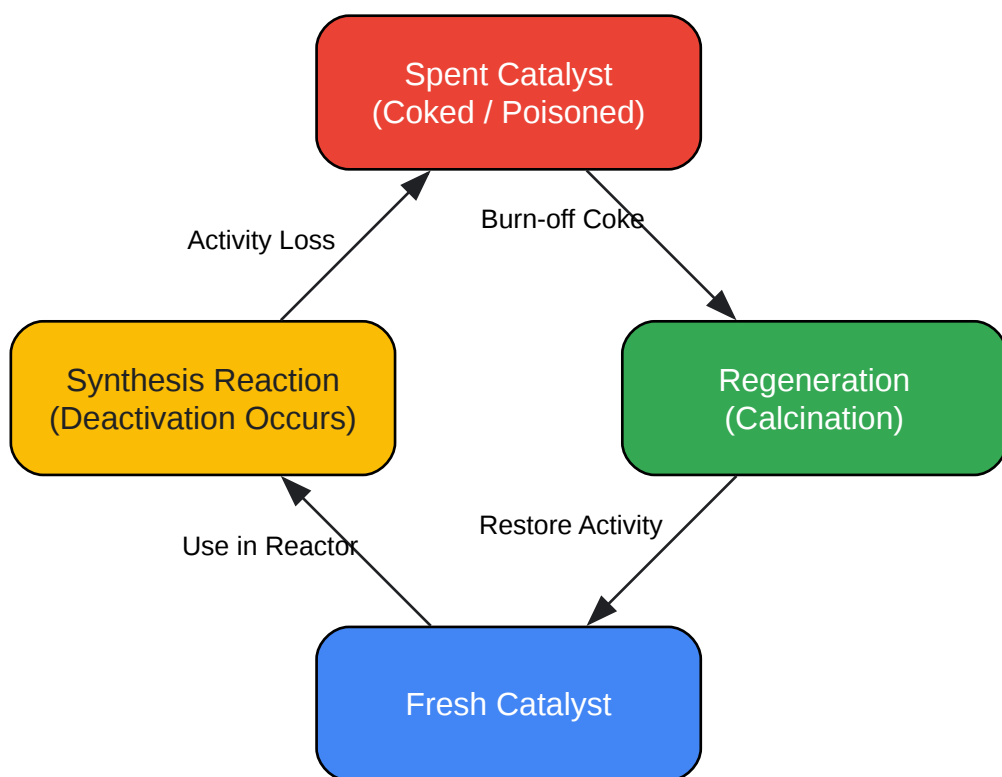 Spent Catalyst
(Coked / Poisoned)
Burn-off Coke
Activity Loss
Synthesis Reaction
(Deactivation Occurs)
Regeneration
(Calcination)
Restore Activity
Use in Reactor
Fresh Catalyst